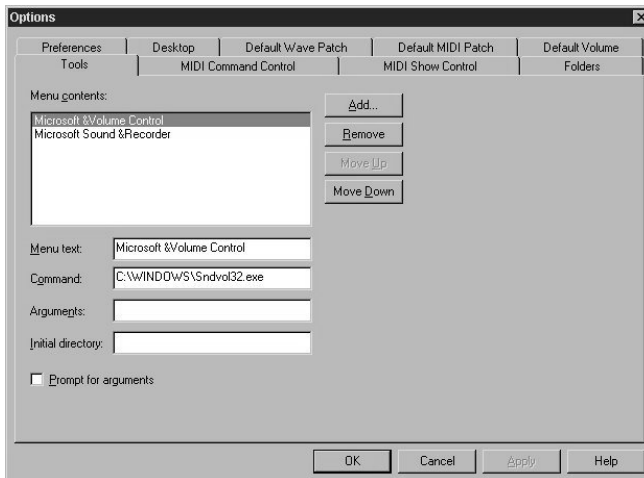 Options
Preferences Desktop Default Wave Patch Default MIDI Patch Default Volume
Tools MIDI Command Control MIDI Show Control Folders
Menu contents:
Microsoft &Volume Control
Microsoft Sound &Recorder
Add...
Remove
Move Up
Move Down
Menu text: Microsoft &Volume Control
Command: C:\WINDOWS\Sndvol32.exe
Arguments:
Initial directory:
Prompt for arguments
OK Cancel Apply Help